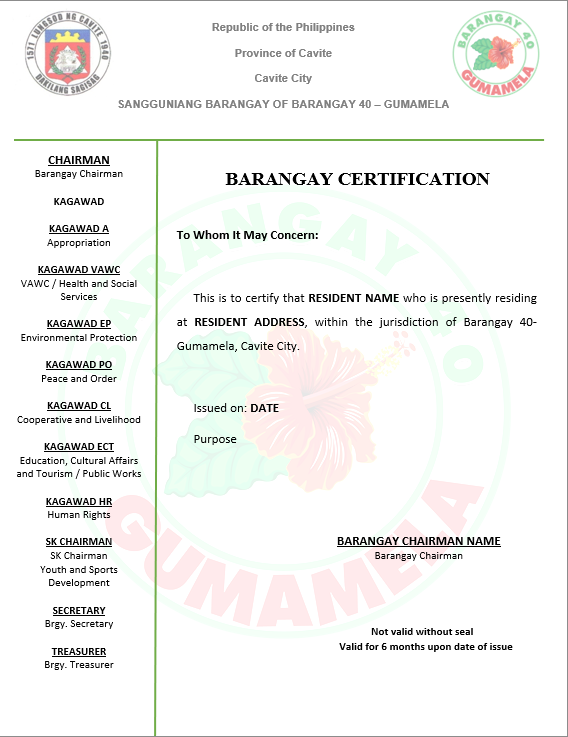 1571 LUNGSOD NG CAVITE 1940
DAKILANG SAGISAG
Republic of the Philippines
Province of Cavite
Cavite City
SANGGUNIANG BARANGAY OF BARANGAY 40 – GUMAMELA
BARANGAY 40
GUMAMELA
CHAIRMAN
Barangay Chairman
KAGAWAD
KAGAWAD A
Appropriation
KAGAWAD VAWC
VAWC / Health and Social
Services
KAGAWAD EP
Environmental Protection
KAGAWAD PO
Peace and Order
KAGAWAD CL
Cooperative and Livelihood
KAGAWAD ECT
Education, Cultural Affairs
and Tourism / Public Works
KAGAWAD HR
Human Rights
SK CHAIRMAN
SK Chairman
Youth and Sports
Development
SECRETARY
Brgy. Secretary
TREASURER
Brgy. Treasurer
BARANGAY CERTIFICATION
To Whom It May Concern:
This is to certify that RESIDENT NAME who is presently residing
at RESIDENT ADDRESS, within the jurisdiction of Barangay 40-
Gumamela, Cavite City.
Issued on: DATE
Purpose
BARANGAY CHAIRMAN NAME
Barangay Chairman
Not valid without seal
Valid for 6 months upon date of issue
BARANGAY 40
GUMAMELA